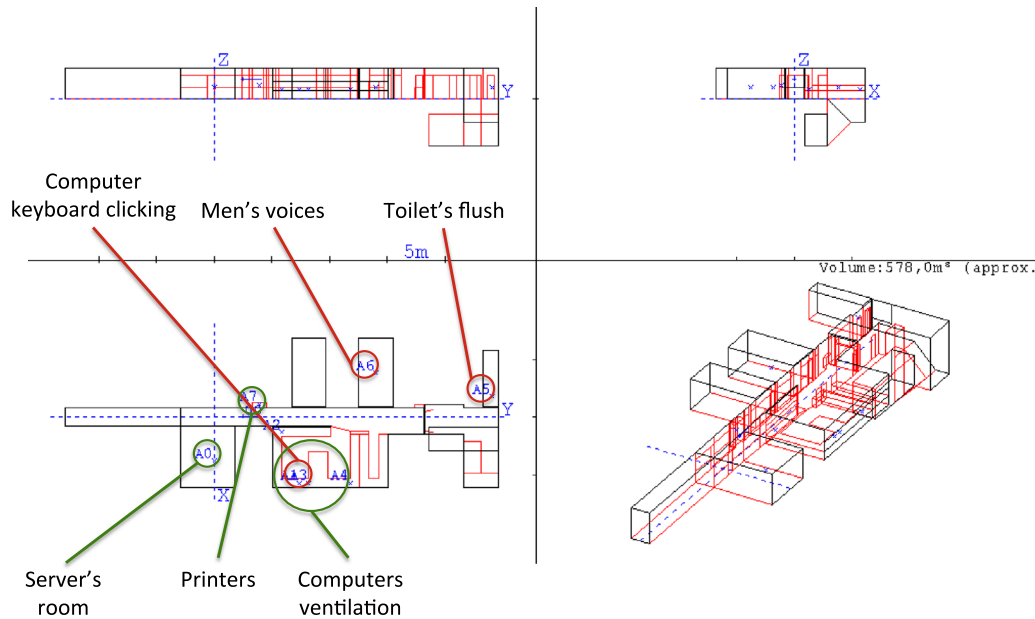 Z
Y
Z
X
Computer
keyboard clicking
Men's voices
Toilet's flush
5m
Volume:578,0m³ (approx.
A6
A5
A7
Y
A2
A0
A3
A4
X
Server's
room
Printers
Computers
ventilation